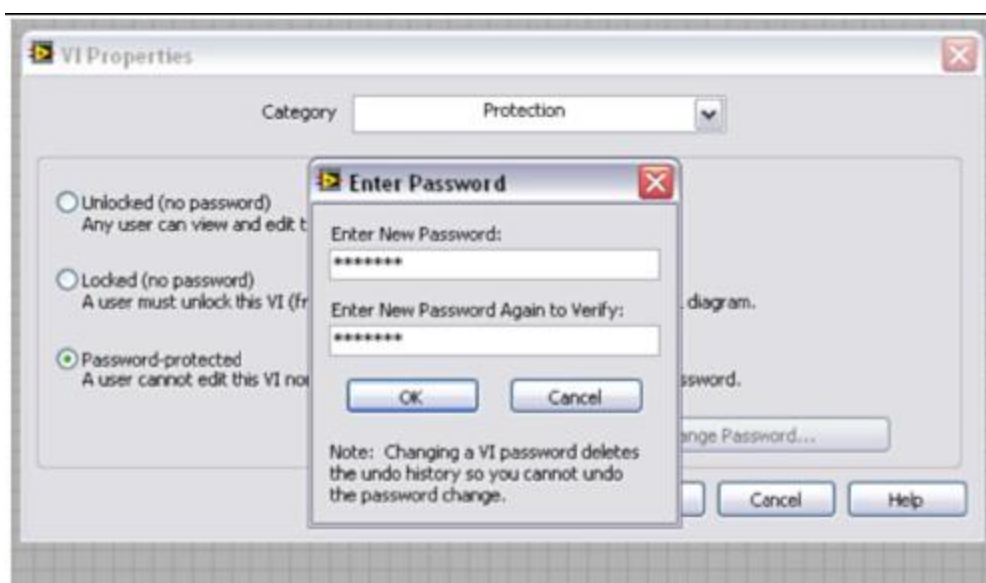 VI Properties
Category
Protection
Unlocked (no password)
Any user can view and edit t
Locked (no password)
A user must unlock this VI (fr
diagram.
Password-protected
A user cannot edit this VI nor
ssword.
ange Password...
Enter Password
Enter New Password:
*******
Enter New Password Again to Verify:
*******
OK
Cancel
Note: Changing a VI password deletes
the undo history so you cannot undo
the password change.
Cancel
Help